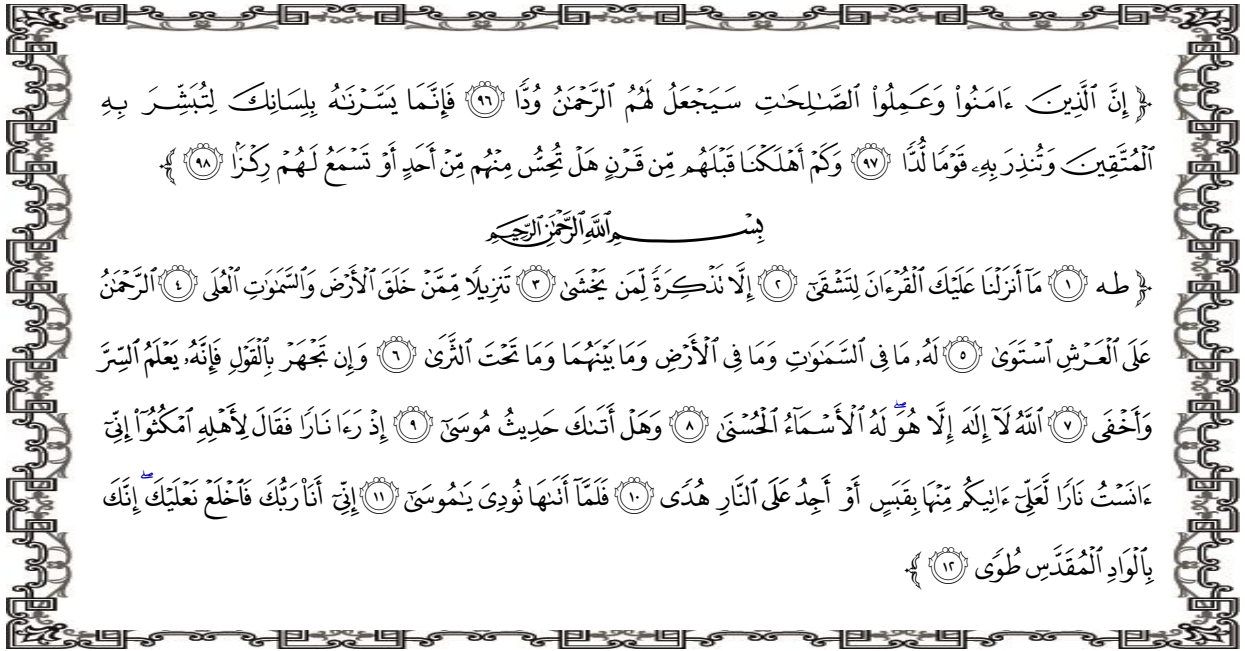 ﴿ إِنَّ ٱلَّذِينَ ءَامَنُوا۟ وَعَمِلُوا۟ ٱلصَّـٰلِحَـٰتِ سَيَجْعَلُ لَهُمُ ٱلرَّحْمَـٰنُ وُدًّا ﴿٩٦﴾ فَإِنَّمَا يَسَّرْنَـٰهُ بِلِسَانِكَ لِتُبَشِّرَ بِهِ
ٱلْمُتَّقِينَ وَتُنذِرَ بِهِۦ قَوْمًا لُّدًّا ﴿٩٧﴾ وَكَمْ أَهْلَكْنَا قَبْلَهُم مِّن قَرْنٍ هَلْ تُحِسُّ مِنْهُم مِّنْ أَحَدٍ أَوْ تَسْمَعُ لَهُمْ رِكْزًۢا ﴿٩٨﴾ ﴾
بِسْمِ ٱللَّهِ ٱلرَّحْمَـٰنِ ٱلرَّحِيمِ
﴿ طه ﴿١﴾ مَآ أَنزَلْنَا عَلَيْكَ ٱلْقُرْءَانَ لِتَشْقَىٰٓ ﴿٢﴾ إِلَّا تَذْكِرَةً لِّمَن يَخْشَىٰ ﴿٣﴾ تَنزِيلًا مِّمَّنْ خَلَقَ ٱلْأَرْضَ وَٱلسَّمَـٰوَٰتِ ٱلْعُلَى ﴿٤﴾ ٱلرَّحْمَـٰنُ
عَلَى ٱلْعَرْشِ ٱسْتَوَىٰ ﴿٥﴾ لَهُۥ مَا فِى ٱلسَّمَـٰوَٰتِ وَمَا فِى ٱلْأَرْضِ وَمَا بَيْنَهُمَا وَمَا تَحْتَ ٱلثَّرَىٰ ﴿٦﴾ وَإِن تَجْهَرْ بِٱلْقَوْلِ فَإِنَّهُۥ يَعْلَمُ ٱلسِّرَّ
وَأَخْفَى ﴿٧﴾ ٱللَّهُ لَآ إِلَـٰهَ إِلَّا هُوَ ۖ لَهُ ٱلْأَسْمَآءُ ٱلْحُسْنَىٰ ﴿٨﴾ وَهَلْ أَتَىٰكَ حَدِيثُ مُوسَىٰٓ ﴿٩﴾ إِذْ رَءَا نَارًا فَقَالَ لِأَهْلِهِ ٱمْكُثُوٓا۟ إِنِّىٓ
ءَانَسْتُ نَارًا لَّعَلِّىٓ ءَاتِيكُم مِّنْهَا بِقَبَسٍ أَوْ أَجِدُ عَلَى ٱلنَّارِ هُدًى ﴿١٠﴾ فَلَمَّآ أَتَىٰهَا نُودِىَ يَـٰمُوسَىٰٓ ﴿١١﴾ إِنِّىٓ أَنَا۠ رَبُّكَ فَٱخْلَعْ نَعْلَيْكَ ۖ إِنَّكَ
بِٱلْوَادِ ٱلْمُقَدَّسِ طُوًى ﴿١٢﴾ ﴾